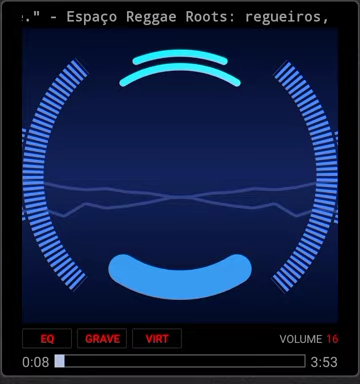 ." - Espaço Reggae Roots: regueiros,
EQ GRAVE VIRT VOLUME 16
0:08 3:53